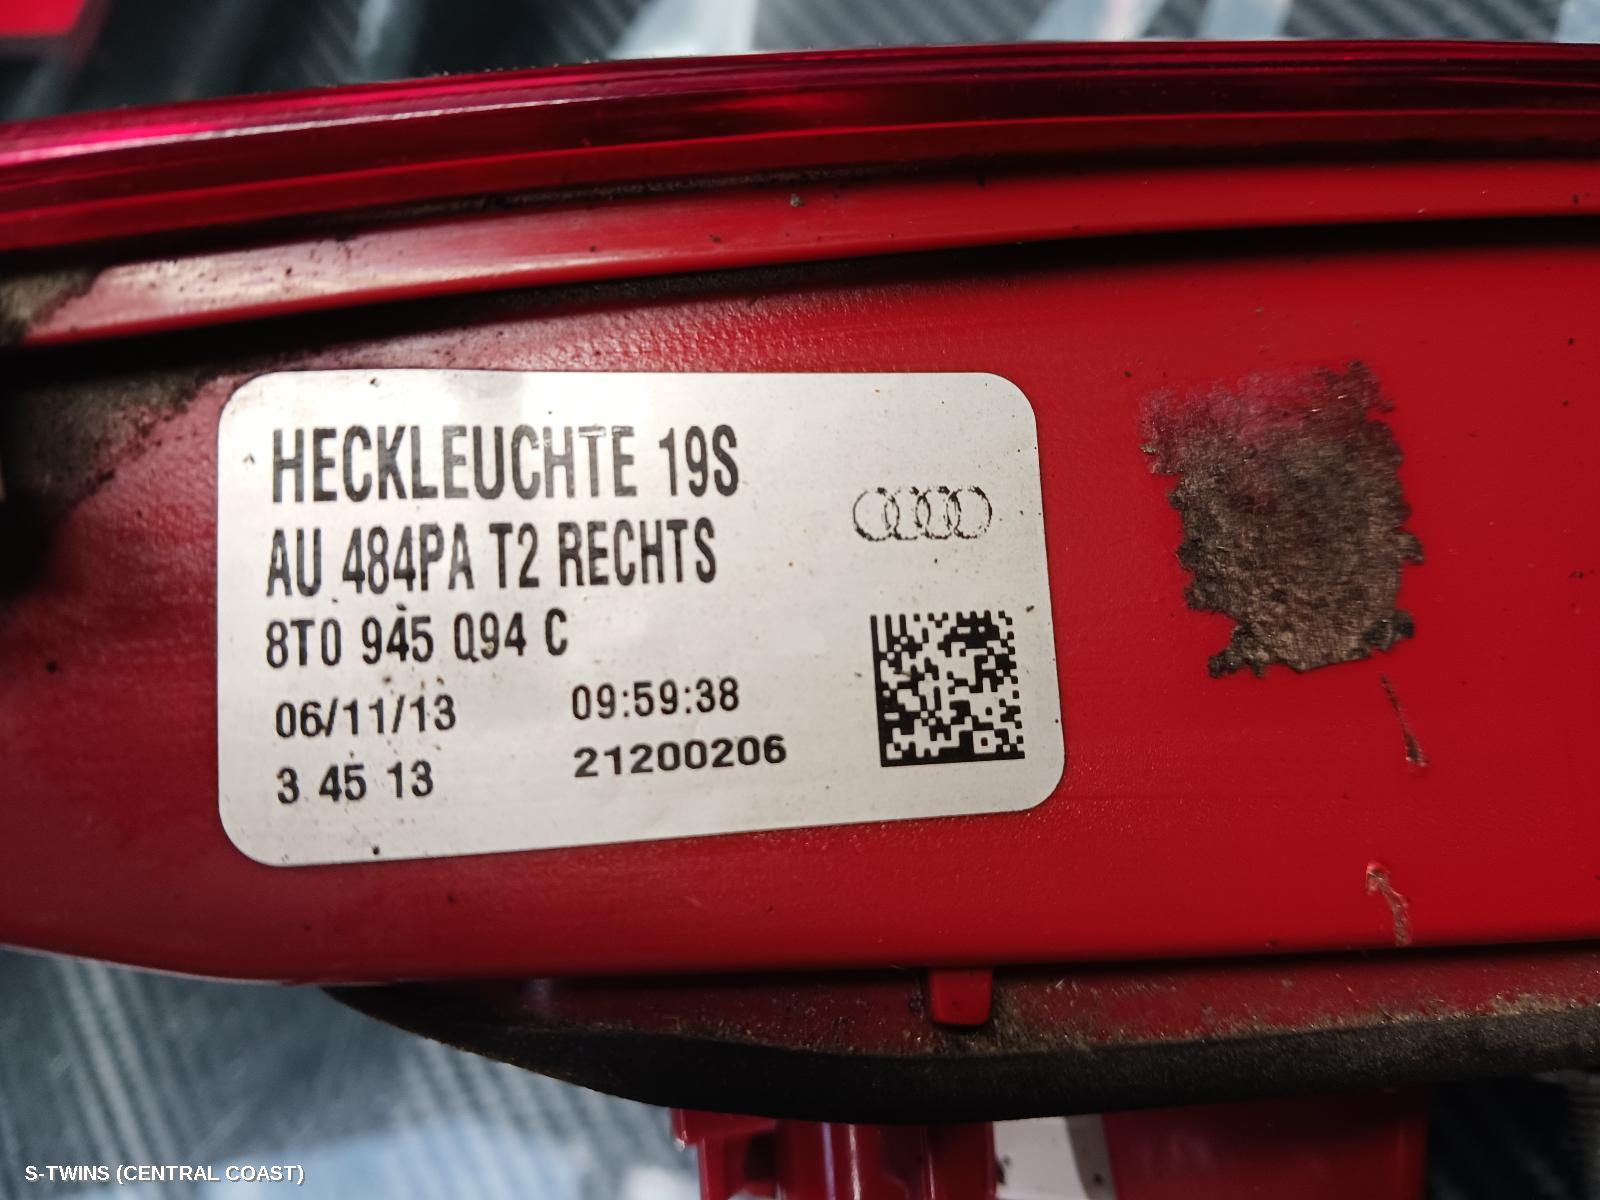 HECKLEUCHTE 19S
AU 484PA T2 RECHTS
8T0 945 094 C
06/11/13 09:59:38
3 45 13 21200206
S-TWINS (CENTRAL COAST)